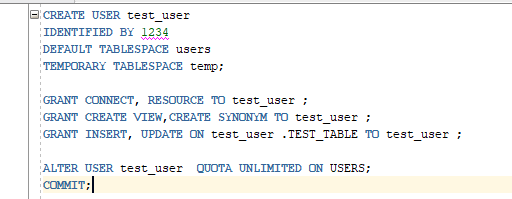 CREATE USER test_user
IDENTIFIED BY 1234
DEFAULT TABLESPACE users
TEMPORARY TABLESPACE temp;
GRANT CONNECT, RESOURCE TO test_user ;
GRANT CREATE VIEW,CREATE SYNONYM TO test_user ;
GRANT INSERT, UPDATE ON test_user .TEST_TABLE TO test_user ;
ALTER USER test_user  QUOTA UNLIMITED ON USERS;
COMMIT;